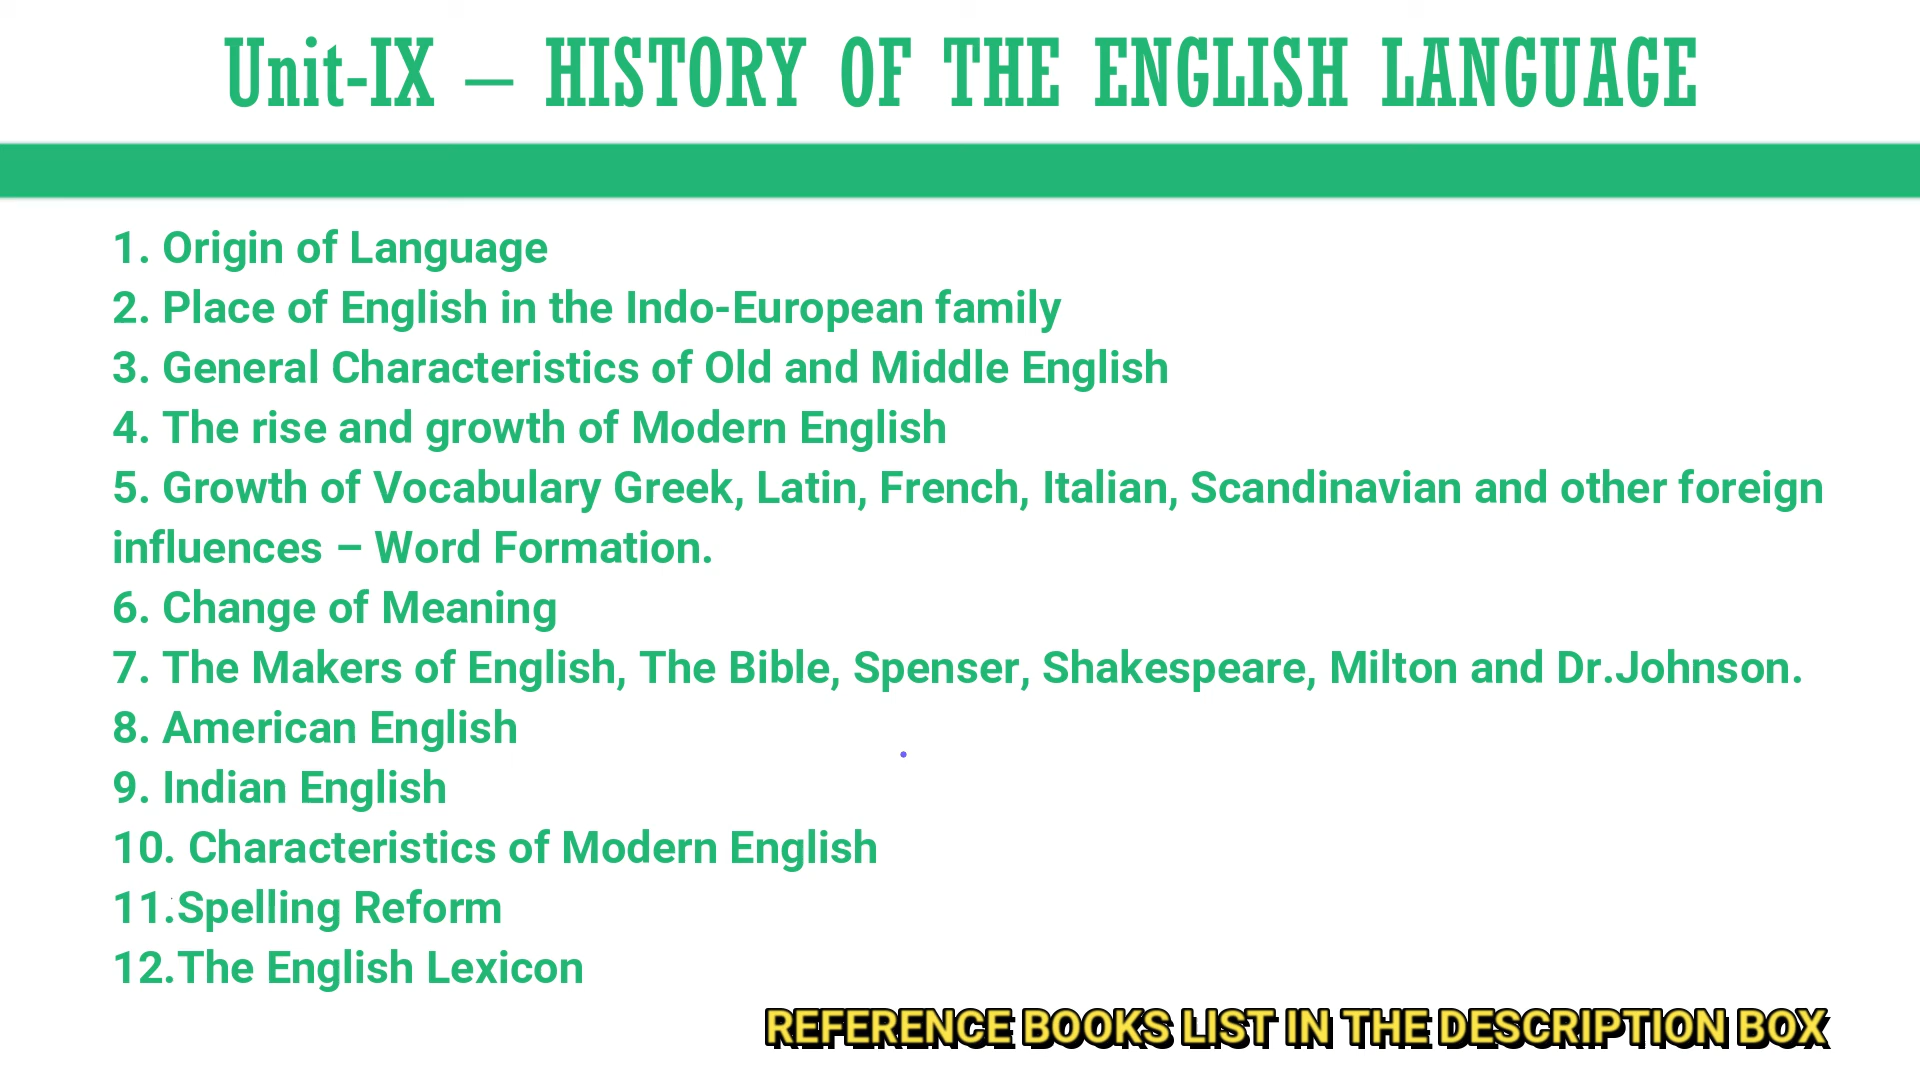 Unit-IX – HISTORY OF THE ENGLISH LANGUAGE
1. Origin of Language
2. Place of English in the Indo-European family
3. General Characteristics of Old and Middle English
4. The rise and growth of Modern English
5. Growth of Vocabulary Greek, Latin, French, Italian, Scandinavian and other foreign
influences – Word Formation.
6. Change of Meaning
7. The Makers of English, The Bible, Spenser, Shakespeare, Milton and Dr.Johnson.
8. American English
9. Indian English
10. Characteristics of Modern English
11.Spelling Reform
12.The English Lexicon
REFERENCE BOOKS LIST IN THE DESCRIPTION BOX